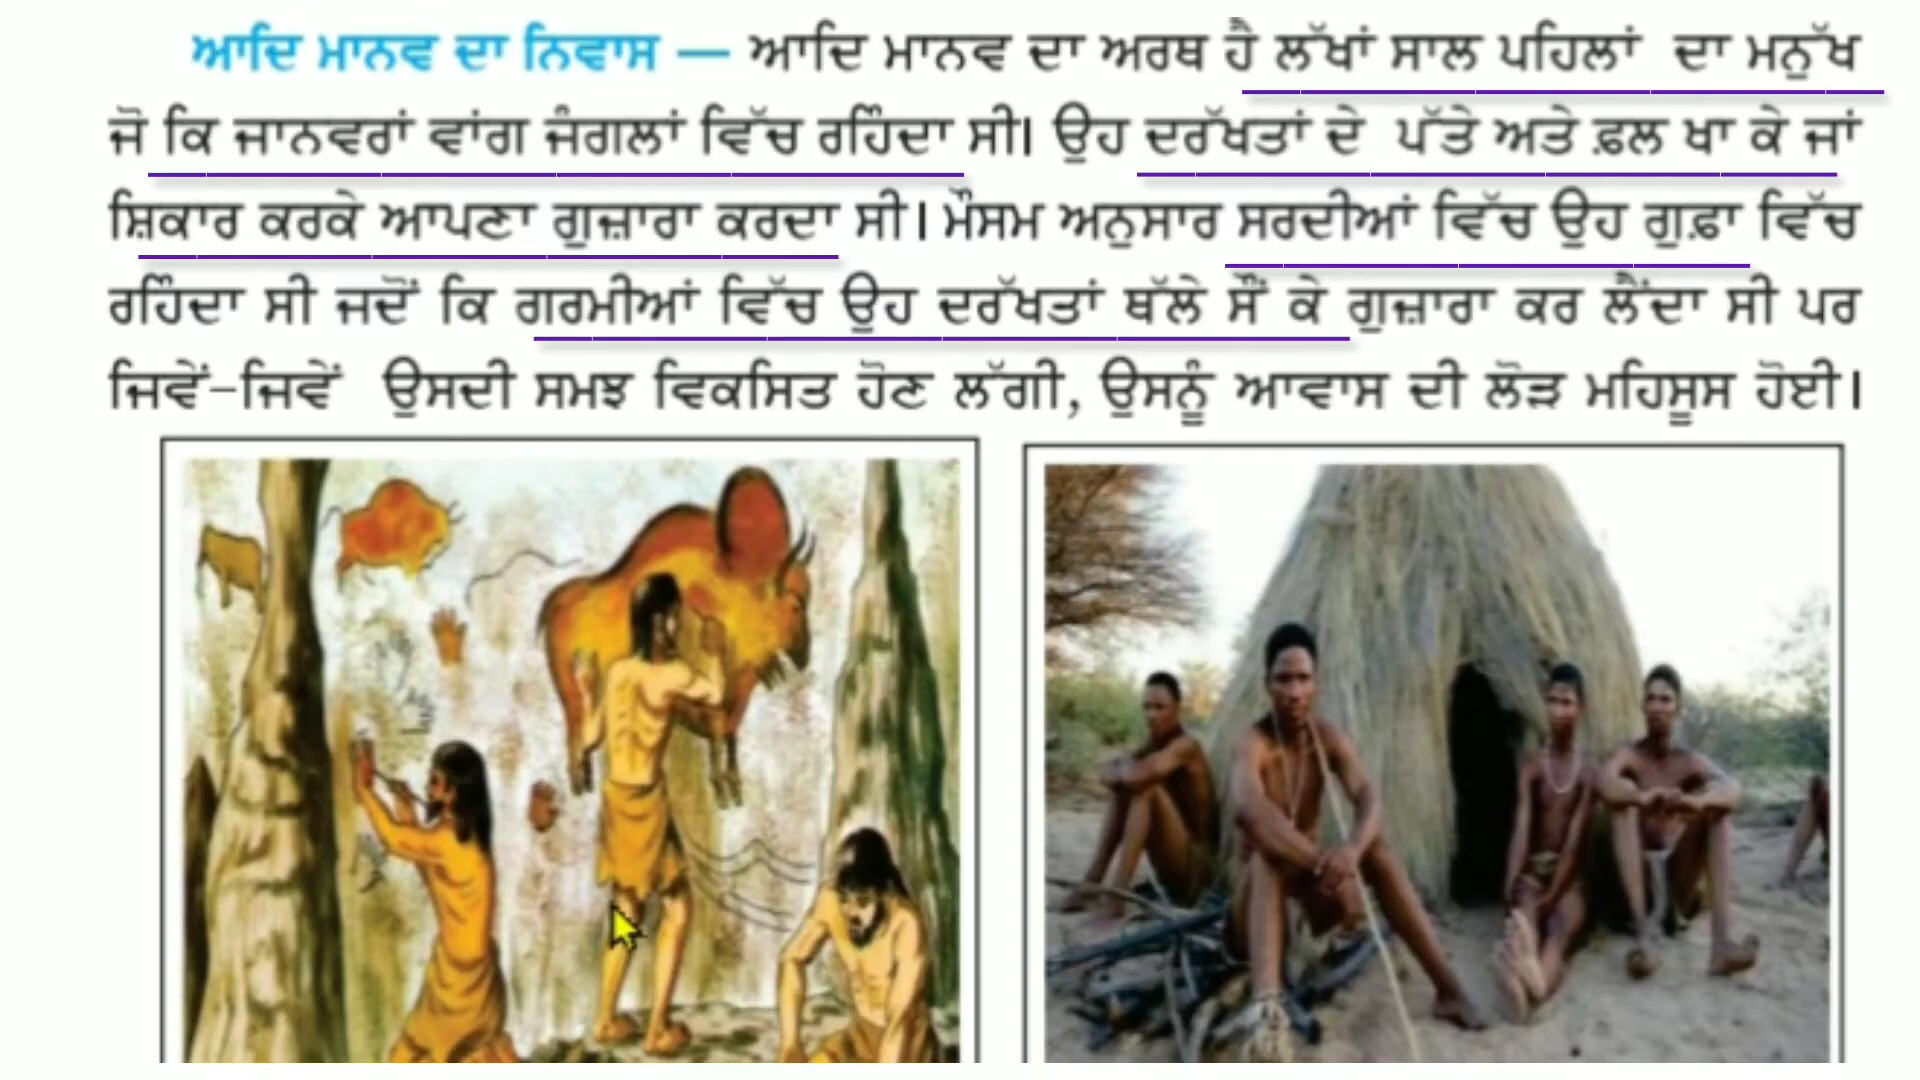 ਆਦਿ ਮਾਨਵ ਦਾ ਨਿਵਾਸ — ਆਦਿ ਮਾਨਵ ਦਾ ਅਰਥ ਹੈ ਲੱਖਾਂ ਸਾਲ ਪਹਿਲਾਂ ਦਾ ਮਨੁੱਖ
ਜੋ ਕਿ ਜਾਨਵਰਾਂ ਵਾਂਗ ਜੰਗਲਾਂ ਵਿੱਚ ਰਹਿੰਦਾ ਸੀ। ਉਹ ਦਰੱਖਤਾਂ ਦੇ ਪੱਤੇ ਅਤੇ ਫ਼ਲ ਖਾ ਕੇ ਜਾਂ
ਸ਼ਿਕਾਰ ਕਰਕੇ ਆਪਣਾ ਗੁਜ਼ਾਰਾ ਕਰਦਾ ਸੀ। ਮੌਸਮ ਅਨੁਸਾਰ ਸਰਦੀਆਂ ਵਿੱਚ ਉਹ ਗੁਫ਼ਾ ਵਿੱਚ
ਰਹਿੰਦਾ ਸੀ ਜਦੋਂ ਕਿ ਗਰਮੀਆਂ ਵਿੱਚ ਉਹ ਦਰੱਖਤਾਂ ਥੱਲੇ ਸੌਂ ਕੇ ਗੁਜ਼ਾਰਾ ਕਰ ਲੈਂਦਾ ਸੀ ਪਰ
ਜਿਵੇਂ-ਜਿਵੇਂ ਉਸਦੀ ਸਮਝ ਵਿਕਸਿਤ ਹੋਣ ਲੱਗੀ, ਉਸਨੂੰ ਆਵਾਸ ਦੀ ਲੋੜ ਮਹਿਸੂਸ ਹੋਈ।